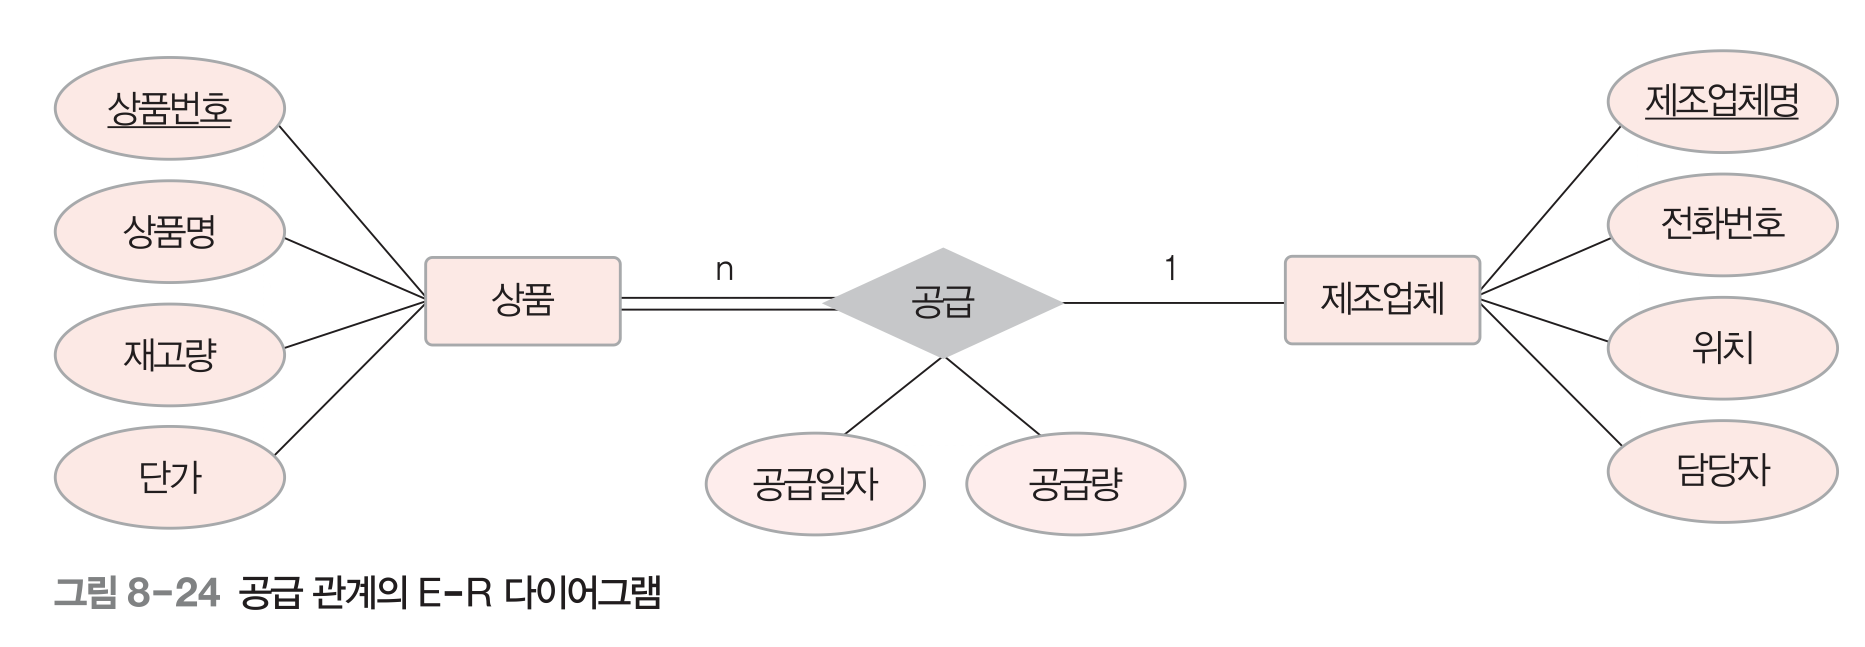 상품번호
상품명
재고량
단가
상품
n
공급
1
제조업체
공급일자
공급량
제조업체명
전화번호
위치
담당자
그림 8-24 공급 관계의 E-R 다이어그램